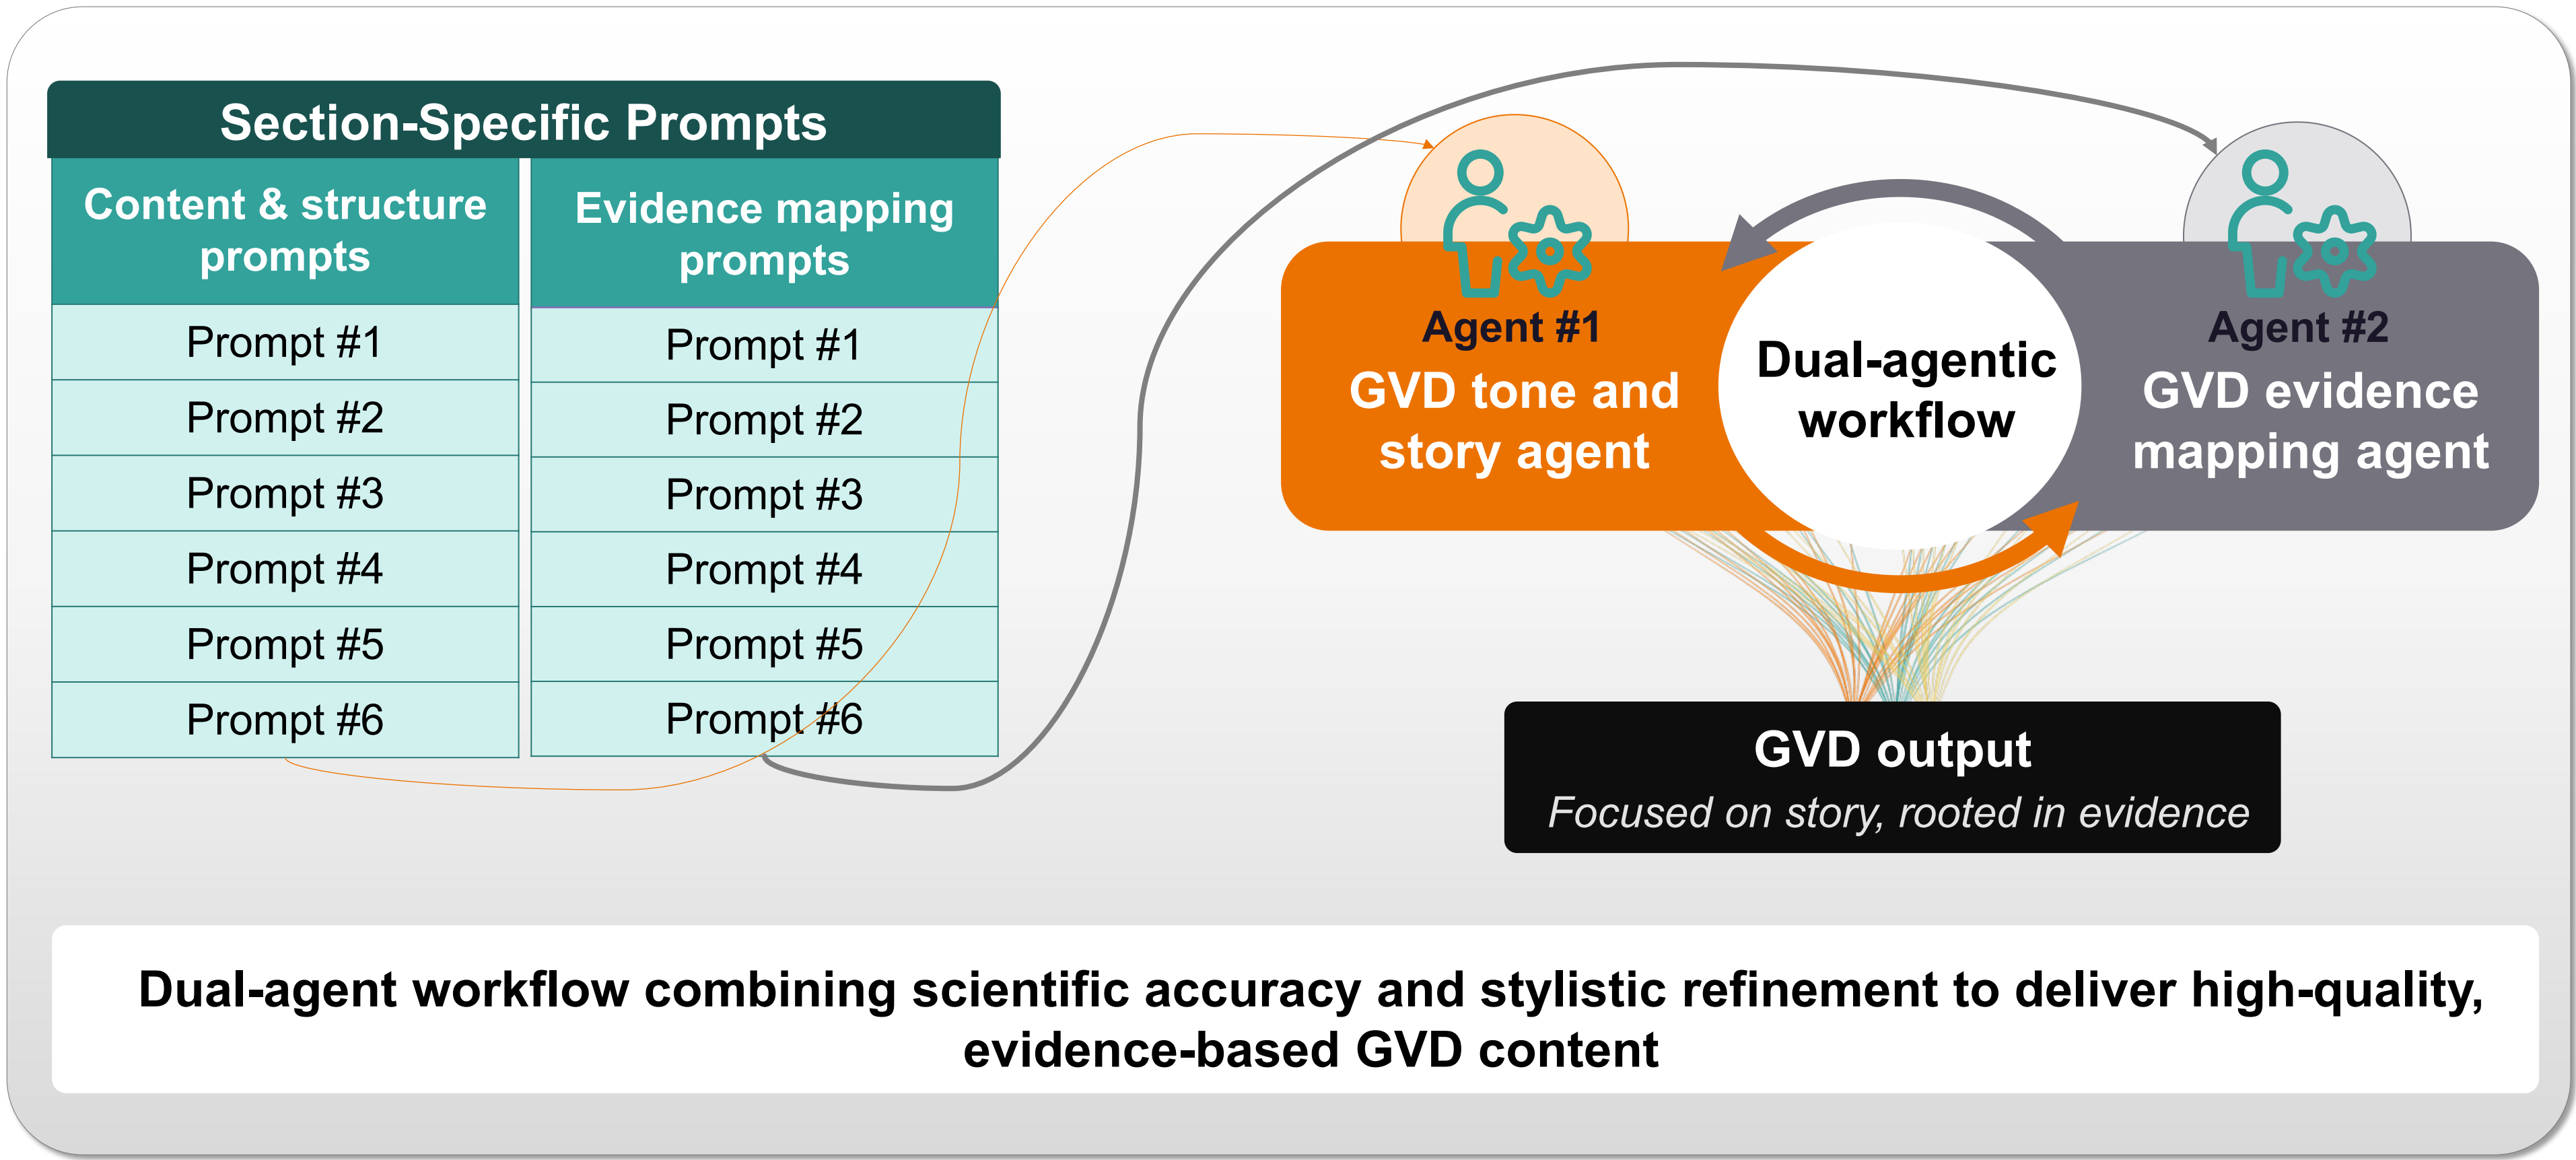 Section-Specific Prompts
Content & structure
prompts
Prompt #1
Prompt #2
Prompt #3
Prompt #4
Prompt #5
Prompt #6
Evidence mapping
prompts
Prompt #1
Prompt #2
Prompt #3
Prompt #4
Prompt #5
Prompt #6
Agent #1
GVD tone and
story agent
Dual-agentic
workflow
Agent #2
GVD evidence
mapping agent
GVD output
Focused on story, rooted in evidence
Dual-agent workflow combining scientific accuracy and stylistic refinement to deliver high-quality,
evidence-based GVD content